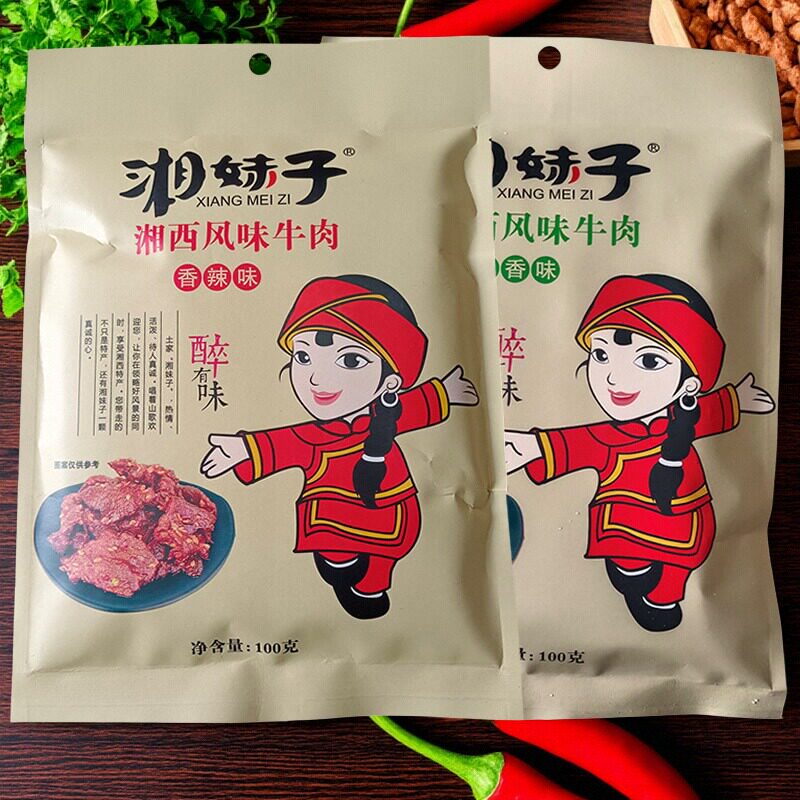 湘妹子®
XIANG MEI ZI
湘西风味牛肉
香辣味
土家“湘妹子”,热情、
活泼、待人真诚。唱着山歌欢
迎您,让你在领略好风景的同
时,享受湘西特产。您带走的
不只是特产,还有湘妹子一颗
真诚的心。
醉有味
图案仅供参考
净含量:100克
妹子®
XIANG MEI ZI
风味牛肉
香味
味
:100克